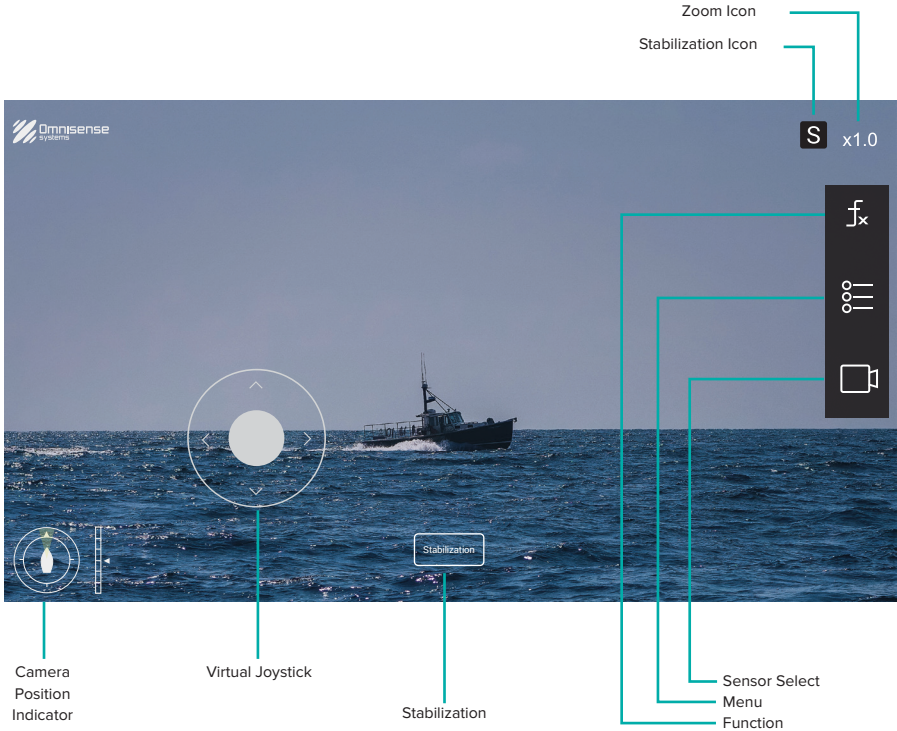 Zoom Icon
Stabilization Icon
Omnisense
systems
S
x1.0
fx
Stabilization
Camera
Position
Indicator
Virtual Joystick
Stabilization
Sensor Select
Menu
Function